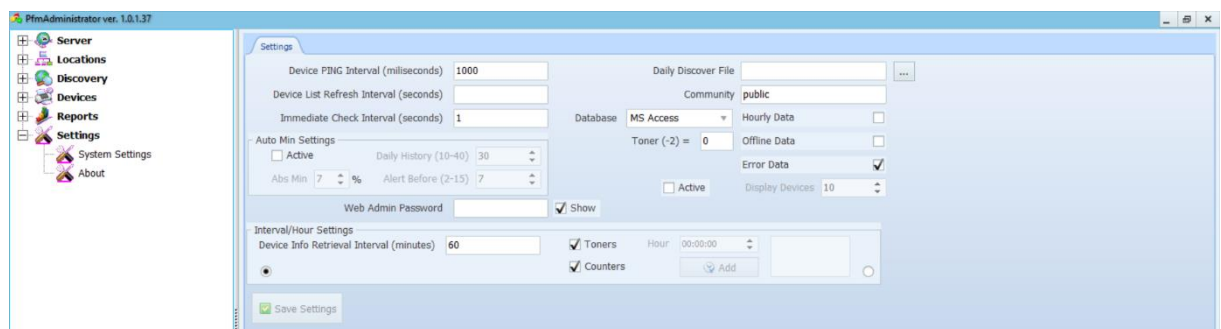 PfmAdministrator ver. 1.0.1.37
Server
Locations
Discovery
Devices
Reports
Settings
System Settings
About
Settings
Device PING Interval (miliseconds) 1000
Daily Discover File ...
Device List Refresh Interval (seconds)
Community public
Immediate Check Interval (seconds) 1
Database MS Access
Hourly Data
Auto Min Settings
Toner (-2) = 0
Offline Data
Active Daily History (10-40) 30
Error Data
Abs Min 7 % Alert Before (2-15) 7
Active Display Devices 10
Web Admin Password Show
Interval/Hour Settings
Device Info Retrieval Interval (minutes) 60
Toners Hour 00:00:00
Counters Add
Save Settings